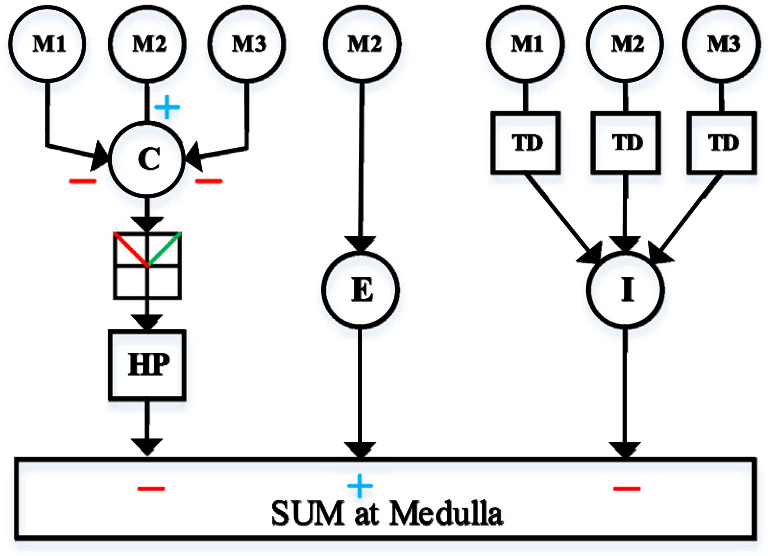 M1 M2 M3 M2 M1 M2 M3
+
TD TD TD
C
− −
E I
HP
− + −
SUM at Medulla